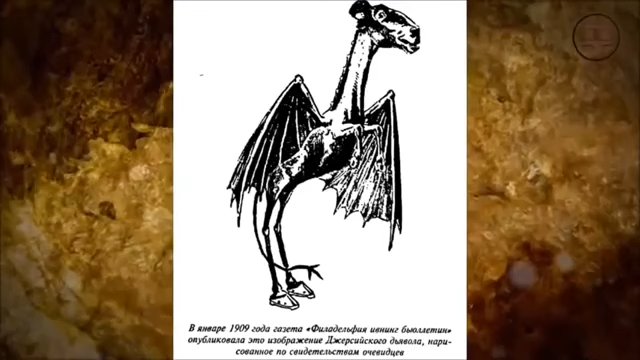 В январе 1909 года газета «Филадельфия ивнинг бьюллетин»
опубликовала это изображение Джерсийского дьявола, нари-
сованное по свидетельствам очевидцев